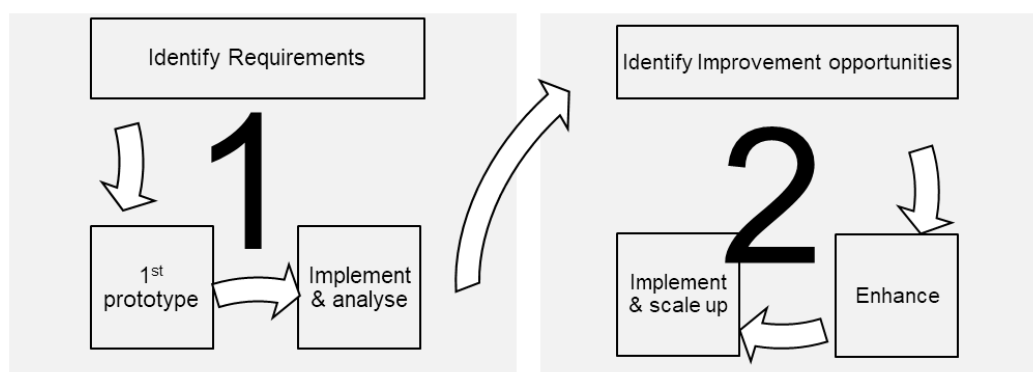 Identify Requirements
1
1st
prototype
Implement
& analyse
Identify Improvement opportunities
2
Implement
& scale up
Enhance